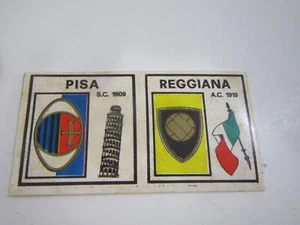 PISA
S.C. 1909
REGGIANA
A.C. 1919